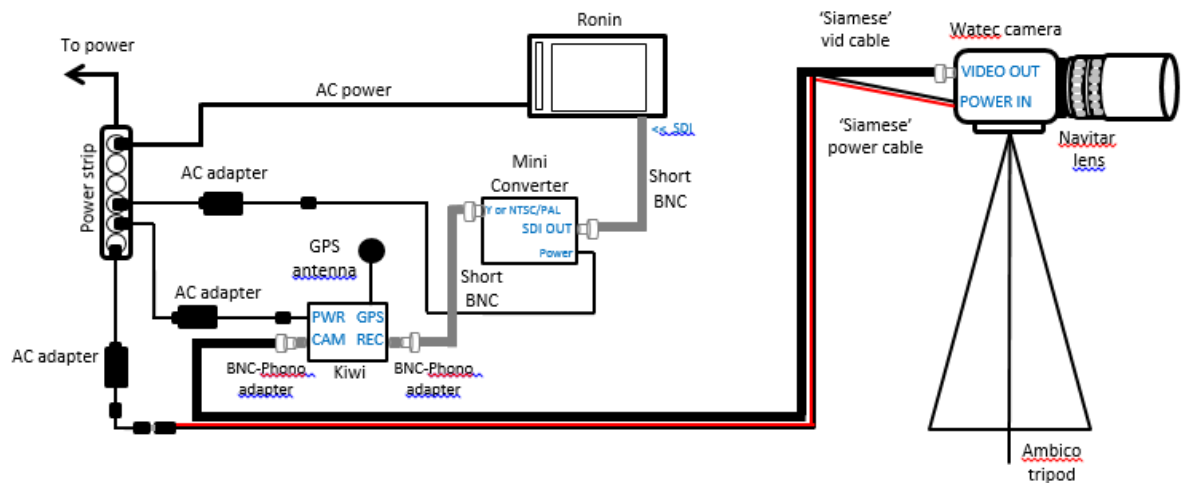 Ronin
'Siamese'
vid cable
Watec camera
To power
AC power
VIDEO OUT
POWER IN
<< SDI
'Siamese'
power cable
Navitar
lens
Power strip
AC adapter
Mini
Converter
Short
BNC
Y or NTSC/PAL
SDI OUT
Power
GPS
antenna
Short
BNC
AC adapter
PWR GPS
CAM REC
AC adapter
BNC-Phono
adapter
Kiwi
BNC-Phono
adapter
Ambico
tripod